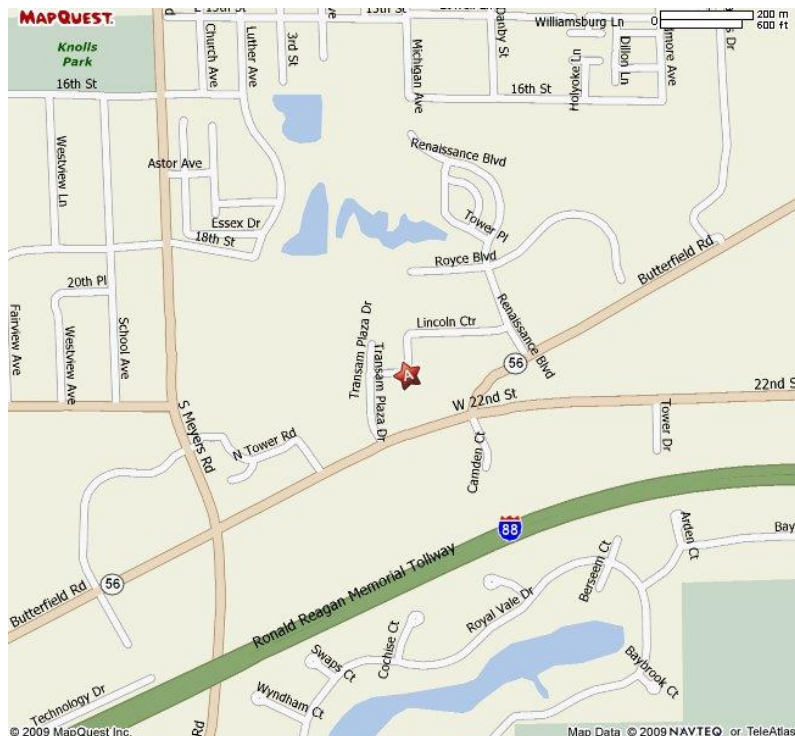 MAPQUEST.
E 15th St
15th St
Lowell Ln
Danby St
Williamsburg Ln
0
200 m
600 ft
Knolls
Park
Church Ave
Luther Ave
3rd St
Michigan Ave
Holyoke Ln
Dillon Ln
16th St
16th St
Westview Ln
Astor Ave
Renaissance Blvd
Essex Dr
18th St
Tower Pl
Royce Blvd
Butterfield Rd
20th Pl
Fairview Ave
Westview Ave
School Ave
Transam Plaza Dr
Transam Plaza Dr
Lincoln Ctr
Renaissance Blvd
56
A
S Meyers Rd
W 22nd St
22nd S
N Tower Rd
Camden Ct
Tower Dr
88
Ronald Reagan Memorial Tollway
Arden Ct
Bay
Berseem Ct
Butterfield Rd
56
Royal Vale Dr
Cochise Ct
Swaps Ct
Baybrook Ct
Wyndham Ct
Technology Dr
Rd
© 2009 MapQuest Inc.
Map Data © 2009 NAVTEQ or TeleAtlas